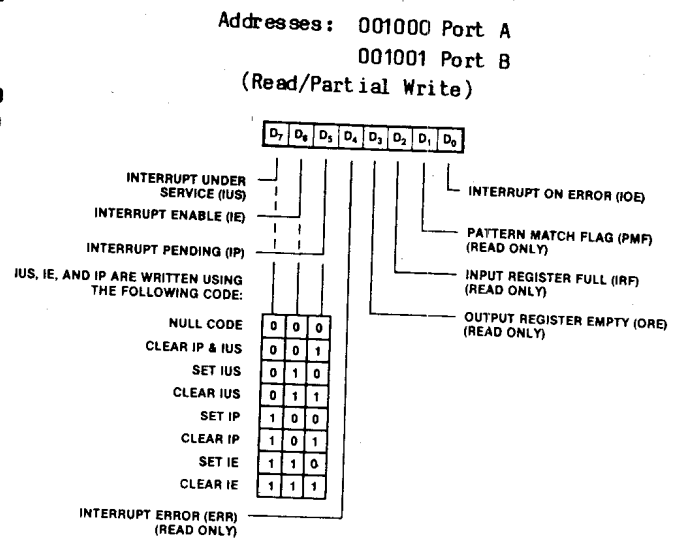 Addresses: 001000 Port A
001001 Port B
(Read/Partial Write)
D7 D6 D5 D4 D3 D2 D1 D0
INTERRUPT UNDER
SERVICE (IUS)
INTERRUPT ENABLE (IE)
INTERRUPT PENDING (IP)
IUS, IE, AND IP ARE WRITTEN USING
THE FOLLOWING CODE:
NULL CODE 0 0 0
CLEAR IP & IUS 0 0 1
SET IUS 0 1 0
CLEAR IUS 0 1 1
SET IP 1 0 0
CLEAR IP 1 0 1
SET IE 1 1 0
CLEAR IE 1 1 1
INTERRUPT ERROR (ERR)
(READ ONLY)
INTERRUPT ON ERROR (IOE)
PATTERN MATCH FLAG (PMF)
(READ ONLY)
INPUT REGISTER FULL (IRF)
(READ ONLY)
OUTPUT REGISTER EMPTY (ORE)
(READ ONLY)